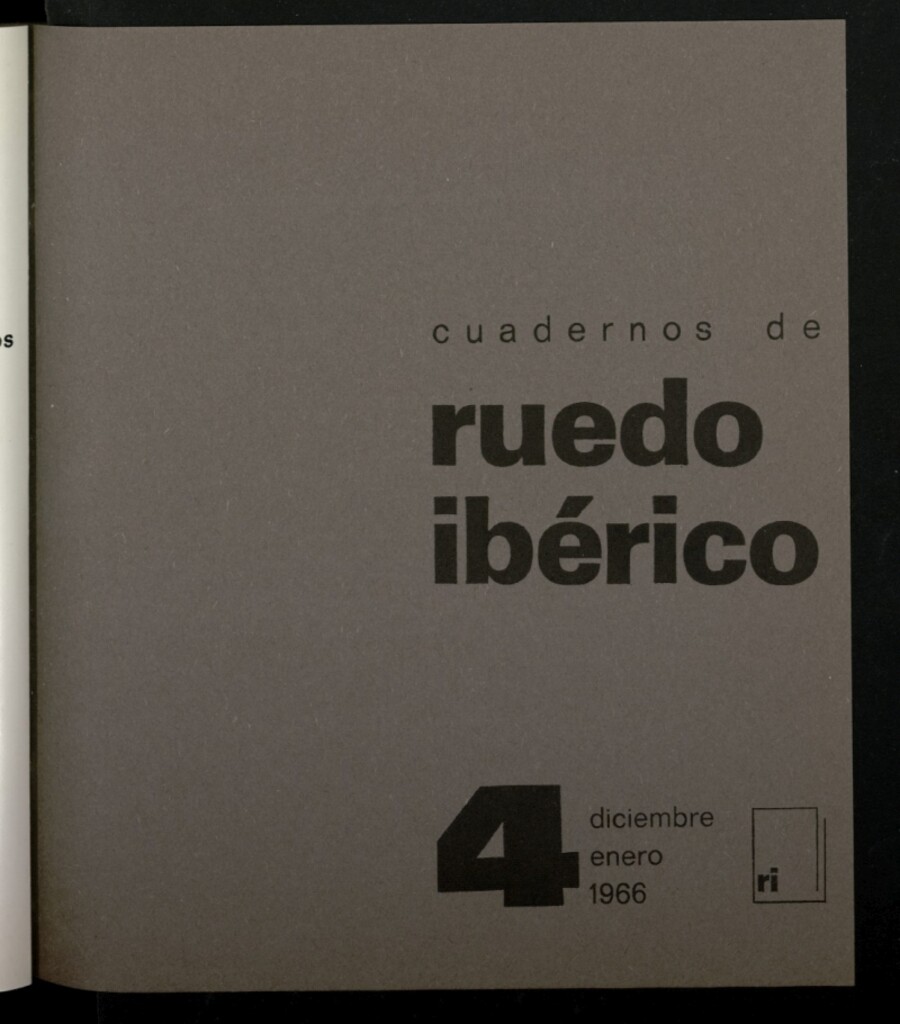 cuadernos de
ruedo
ibérico
4
diciembre
enero
1966
ri